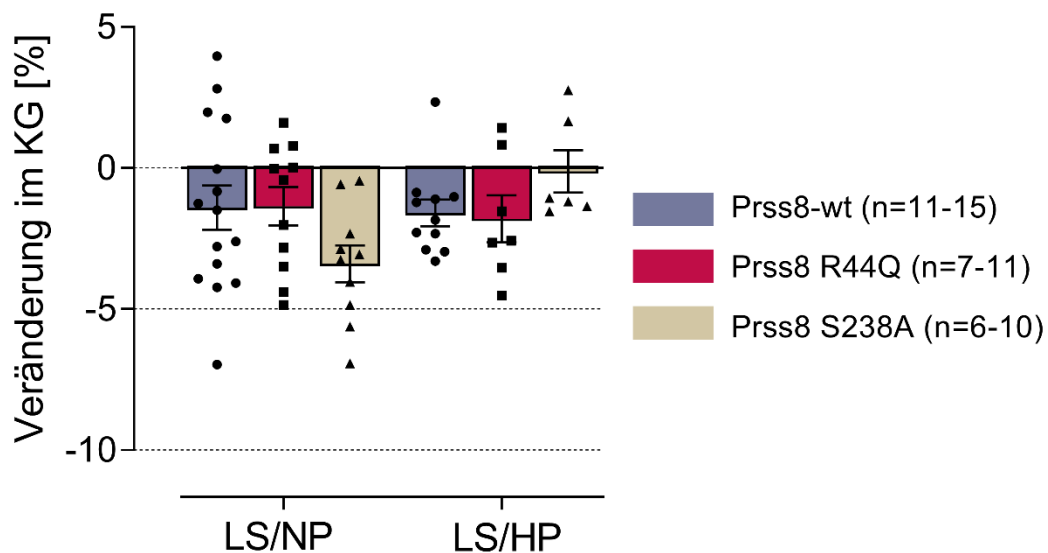 Veränderung im KG [%]
5
0
-5
-10
LS/NP
LS/HP
Prss8-wt (n=11-15)
Prss8 R44Q (n=7-11)
Prss8 S238A (n=6-10)